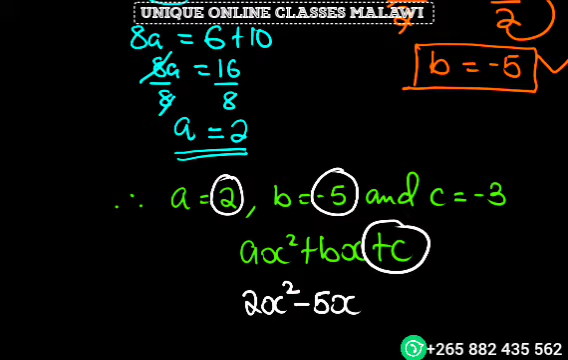 UNIQUE ONLINE CLASSES MALAWI
8a = 6 + 10
8a/8 = 16/8
a = 2
2
b = -5
∴ a = 2, b = -5 and c = -3
ax² + bx + c
2x² - 5x
+265 882 435 562